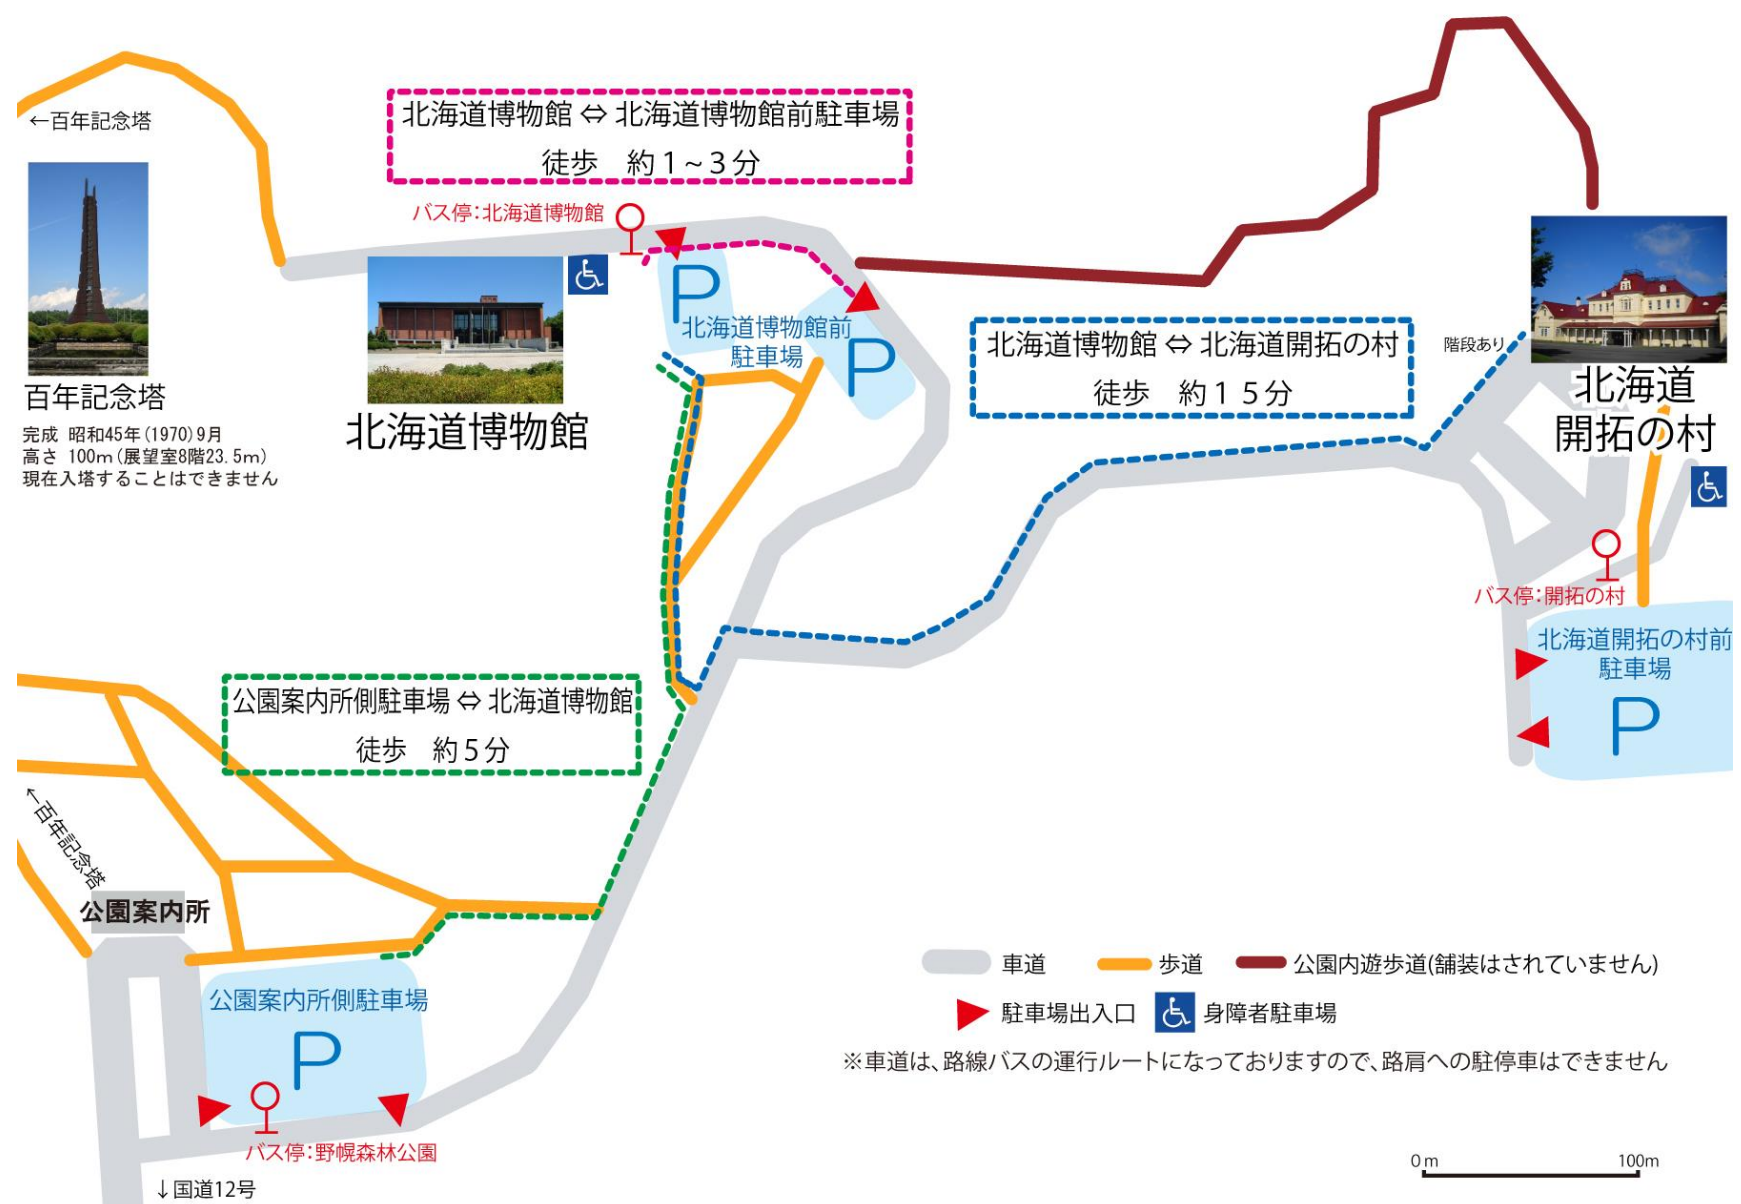 ←百年記念塔
北海道博物館 ⇔ 北海道博物館前駐車場
徒歩 約1~3分
バス停:北海道博物館
P
北海道博物館前
駐車場
P
百年記念塔
完成 昭和45年(1970)9月
高さ 100m(展望室8階23.5m)
現在入塔することはできません
北海道博物館
北海道博物館 ⇔ 北海道開拓の村
徒歩 約15分
階段あり
北海道
開拓の村
バス停:開拓の村
北海道開拓の村前
駐車場
P
公園案内所側駐車場 ⇔ 北海道博物館
徒歩 約5分
←百年記念塔
公園案内所
公園案内所側駐車場
P
バス停:野幌森林公園
↓国道12号
車道
歩道
公園内遊歩道(舗装はされていません)
駐車場出入口
身障者駐車場
※車道は、路線バスの運行ルートになっておりますので、路肩への駐停車はできません
0 m
100m